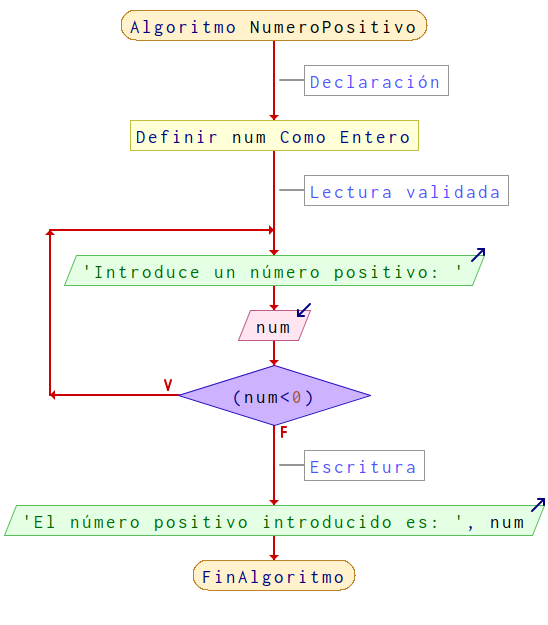 Algoritmo NumeroPositivo
Declaración
Definir num Como Entero
Lectura validada
'Introduce un número positivo: '
num
V
(num<0)
F
Escritura
'El número positivo introducido es: ', num
FinAlgoritmo